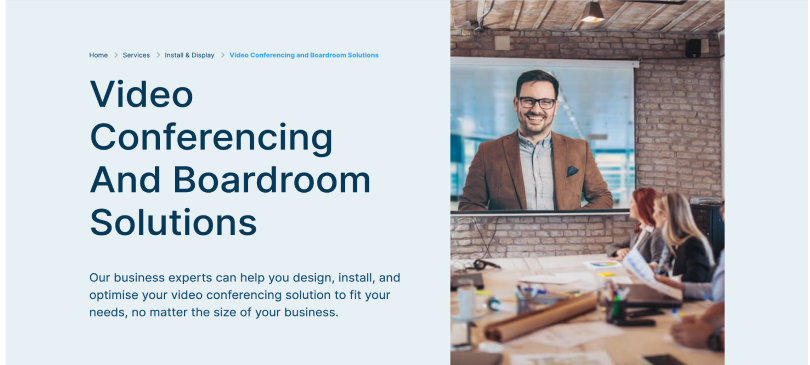 Home > Services > Install & Display > Video Conferencing and Boardroom Solutions
Video
Conferencing
And Boardroom
Solutions
Our business experts can help you design, install, and
optimise your video conferencing solution to fit your
needs, no matter the size of your business.